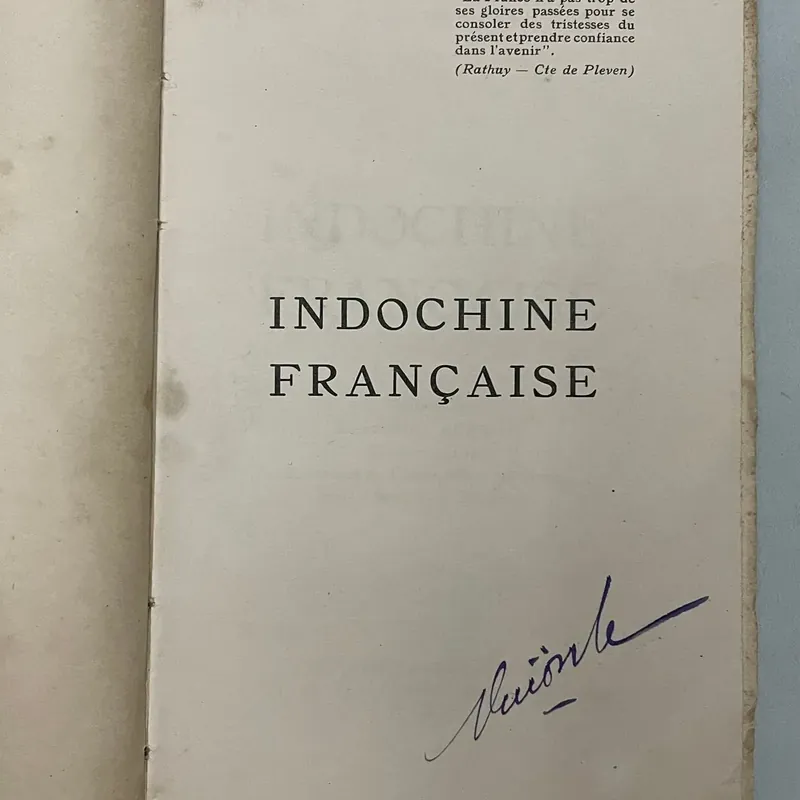 ses gloires passées pour se
consoler des tristesses du
présent et prendre confiance
dans l'avenir".
(Rathuy — Cte de Pleven)
INDOCHINE
FRANÇAISE